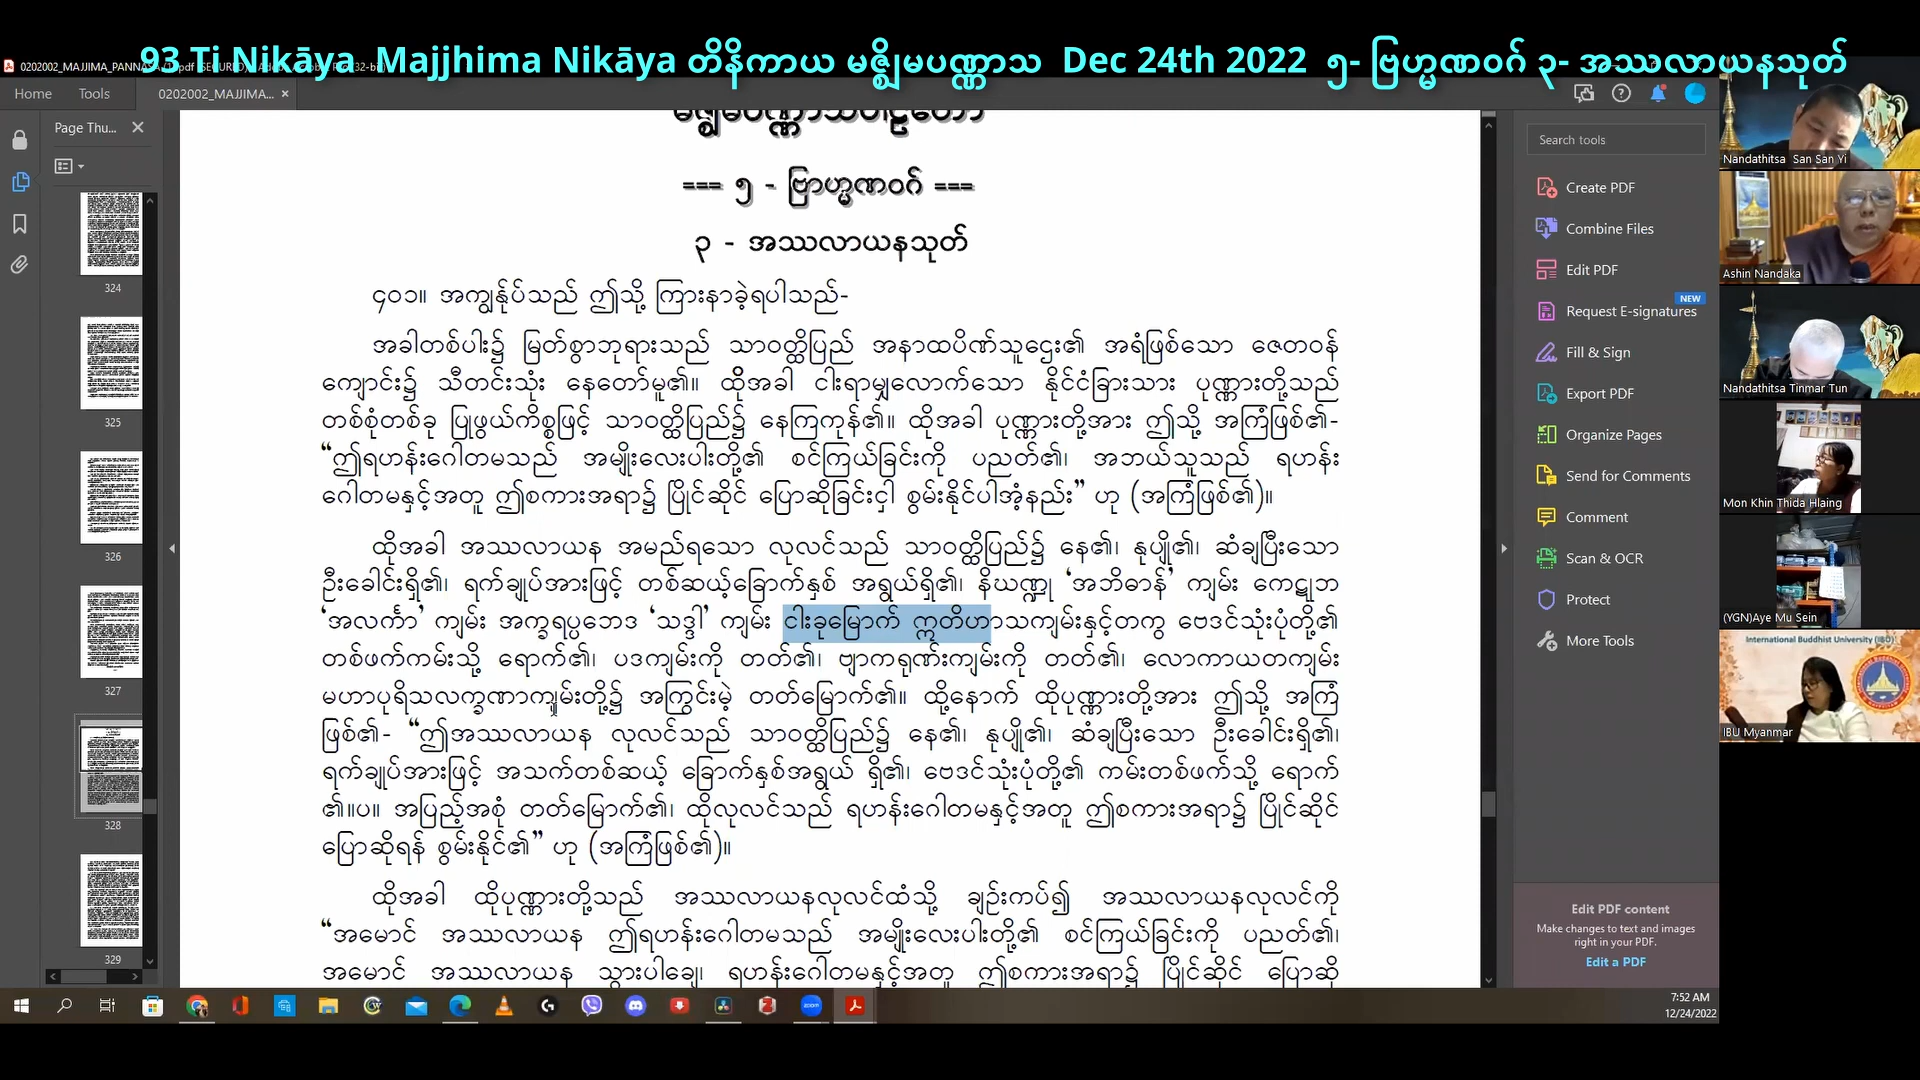 93 Ti Nikāya Majjhima Nikāya တိနိကာယ မဇ္ဈိမပဏ္ဏာသ Dec 24th 2022 ၅- ဗြဟ္မဏဝဂ် ၃- အဿလာယနသုတ်
Home Tools 0202002_MAJJIMA... ×
Page Thu...
Search tools
မဇ္ဈိမပဏ္ဏာသပါဠိတော်
=== ၅ - ဗြာဟ္မဏဝဂ် ===
၃ - အဿလာယနသုတ်
၄၀၁။ အကျွန်ုပ်သည် ဤသို့ ကြားနာခဲ့ရပါသည်-
အခါတစ်ပါး၌ မြတ်စွာဘုရားသည် သာဝတ္ထိပြည် အနာထပိဏ်သူဌေး၏ အရံဖြစ်သော ဇေတဝန်
ကျောင်း၌ သီတင်းသုံး နေတော်မူ၏။ ထိုအခါ ငါးရာမျှလောက်သော နိုင်ငံခြားသား ပုဏ္ဏားတို့သည်
တစ်စုံတစ်ခု ပြုဖွယ်ကိစ္စဖြင့် သာဝတ္ထိပြည်၌ နေကြကုန်၏။ ထိုအခါ ပုဏ္ဏားတို့အား ဤသို့ အကြံဖြစ်၏-
“ဤရဟန်းဂေါတမသည် အမျိုးလေးပါးတို့၏ စင်ကြယ်ခြင်းကို ပညတ်၏၊ အဘယ်သူသည် ရဟန်း
ဂေါတမနှင့်အတူ ဤစကားအရာ၌ ပြိုင်ဆိုင် ပြောဆိုခြင်းငှါ စွမ်းနိုင်ပါအံ့နည်း” ဟု (အကြံဖြစ်၏)။
ထိုအခါ အဿလာယန အမည်ရသော လုလင်သည် သာဝတ္ထိပြည်၌ နေ၏၊ နုပျို၏၊ ဆံချပြီးသော
ဦးခေါင်းရှိ၏၊ ရက်ချုပ်အားဖြင့် တစ်ဆယ့်ခြောက်နှစ် အရွယ်ရှိ၏၊ နိဃဏ္ဍု ‘အဘိဓာန်’ ကျမ်း ကေဋုဘ
‘အလင်္ကာ’ ကျမ်း အက္ခရပ္ပဘေဒ ‘သဒ္ဒါ’ ကျမ်း ငါးခုမြောက် ဣတိဟာသကျမ်းနှင့်တကွ ဗေဒင်သုံးပုံတို့၏
တစ်ဖက်ကမ်းသို့ ရောက်၏၊ ပဒကျမ်းကို တတ်၏၊ ဗျာကရုဏ်းကျမ်းကို တတ်၏၊ လောကာယတကျမ်း
မဟာပုရိသလက္ခဏာကျမ်းတို့၌ အကြွင်းမဲ့ တတ်မြောက်၏။ ထို့နောက် ထိုပုဏ္ဏားတို့အား ဤသို့ အကြံ
ဖြစ်၏- “ဤအဿလာယန လုလင်သည် သာဝတ္ထိပြည်၌ နေ၏၊ နုပျို၏၊ ဆံချပြီးသော ဦးခေါင်းရှိ၏၊
ရက်ချုပ်အားဖြင့် အသက်တစ်ဆယ့် ခြောက်နှစ်အရွယ် ရှိ၏၊ ဗေဒင်သုံးပုံတို့၏ ကမ်းတစ်ဖက်သို့ ရောက်
၏။ပ။ အပြည့်အစုံ တတ်မြောက်၏၊ ထိုလုလင်သည် ရဟန်းဂေါတမနှင့်အတူ ဤစကားအရာ၌ ပြိုင်ဆိုင်
ပြောဆိုရန် စွမ်းနိုင်၏” ဟု (အကြံဖြစ်၏)။
ထိုအခါ ထိုပုဏ္ဏားတို့သည် အဿလာယနလုလင်ထံသို့ ချဉ်းကပ်၍ အဿလာယနလုလင်ကို
“အမောင် အဿလာယန ဤရဟန်းဂေါတမသည် အမျိုးလေးပါးတို့၏ စင်ကြယ်ခြင်းကို ပညတ်၏၊
အမောင် အဿလာယန သွားပါချေ၊ ရဟန်းဂေါတမနှင့်အတူ ဤစကားအရာ၌ ပြိုင်ဆိုင် ပြောဆို
324
325
326
327
328
329
Create PDF
Combine Files
Edit PDF
NEW
Request E-signatures
Fill & Sign
Export PDF
Organize Pages
Send for Comments
Comment
Scan & OCR
Protect
More Tools
Edit PDF content
Make changes to text and images
right in your PDF.
Edit a PDF
Nandathitsa San San Yi
Ashin Nandaka
Nandathitsa Tinmar Tun
Mon Khin Thida Hlaing
(YGN)Aye Mu Sein
International Buddhist University (IBU)
IBU Myanmar
7:52 AM
12/24/2022